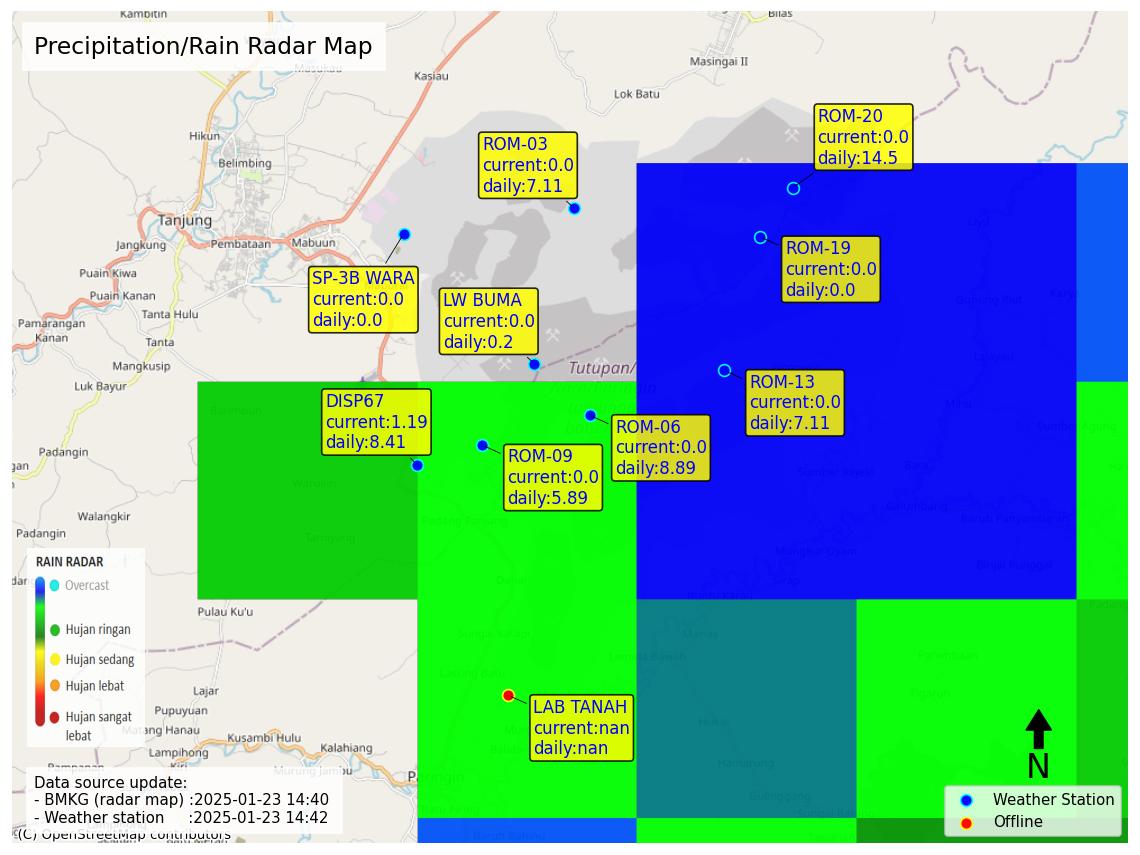 Kambitin
Bilas
Precipitation/Rain Radar Map
Masingai II
Masukau
Kasiau
Lok Batu
ROM-20
current:0.0
daily:14.5
Hikun
ROM-03
current:0.0
daily:7.11
Belimbing
Tanjung
Jangkung
Pembataan
Mabuun
ROM-19
current:0.0
daily:0.0
Puain Kiwa
SP-3B WARA
current:0.0
daily:0.0
Puain Kanan
LW BUMA
current:0.0
daily:0.2
Tanta Hulu
Pamarangan
Kanan
Tanta
Mangkusip
Tutupan/
Luk Bayur
ROM-13
current:0.0
daily:7.11
DISP67
current:1.19
daily:8.41
ROM-06
current:0.0
daily:8.89
Padangin
ROM-09
current:0.0
daily:5.89
Walangkir
Padangin
RAIN RADAR
Overcast
Hujan ringan
Hujan sedang
Hujan lebat
Hujan sangat
lebat
Pulau Ku'u
Lajar
Pupuyuan
Matang Hanau
Lampihong
Kusambi Hulu
Kalahiang
Murung Jambu
Paringin
LAB TANAH
current:nan
daily:nan
N
Data source update:
- BMKG (radar map) :2025-01-23 14:40
- Weather station :2025-01-23 14:42
Weather Station
Offline
(C) OpenStreetMap contributors